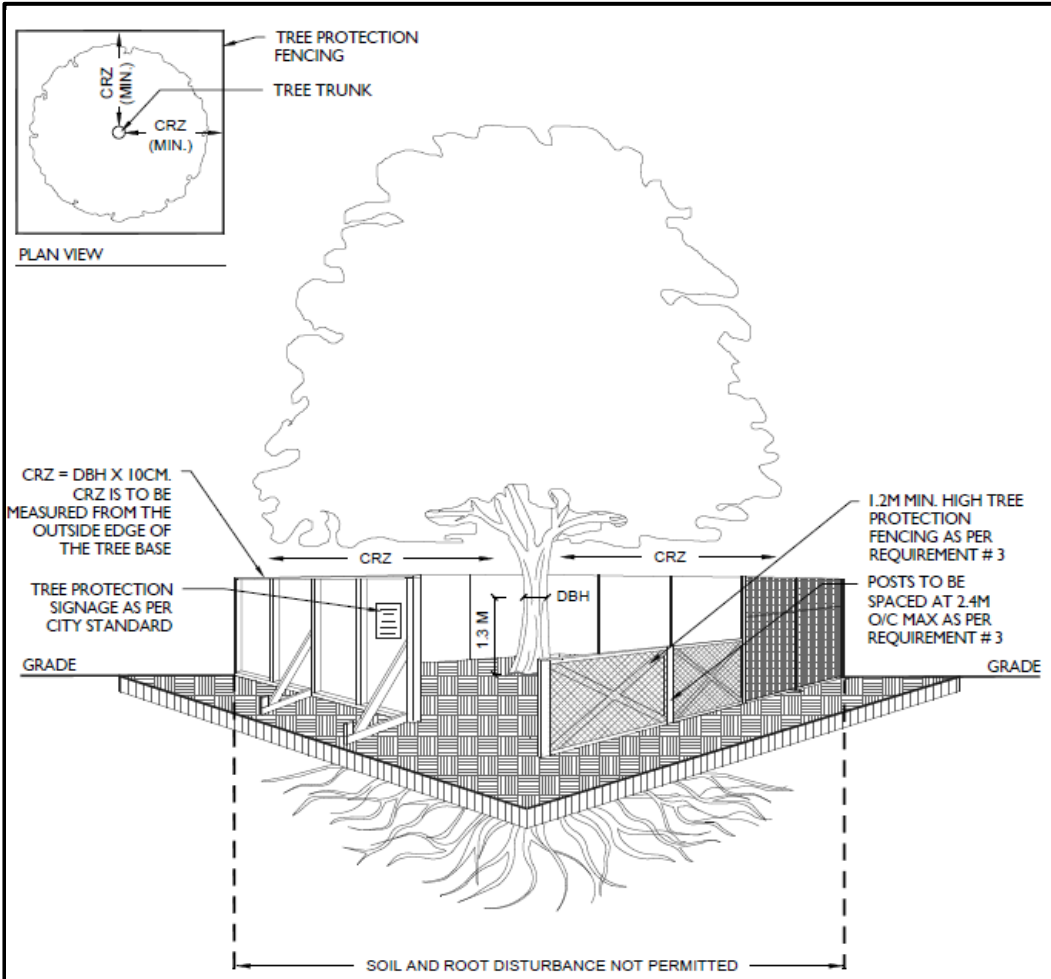 TREE PROTECTION
FENCING
TREE TRUNK
CRZ
(MIN.)
CRZ
(MIN.)
PLAN VIEW
CRZ = DBH X 10CM.
CRZ IS TO BE
MEASURED FROM THE
OUTSIDE EDGE OF
THE TREE BASE
TREE PROTECTION
SIGNAGE AS PER
CITY STANDARD
GRADE
CRZ
CRZ
DBH
1.3 M
1.2M MIN. HIGH TREE
PROTECTION
FENCING AS PER
REQUIREMENT # 3
POSTS TO BE
SPACED AT 2.4M
O/C MAX AS PER
REQUIREMENT # 3
GRADE
SOIL AND ROOT DISTURBANCE NOT PERMITTED